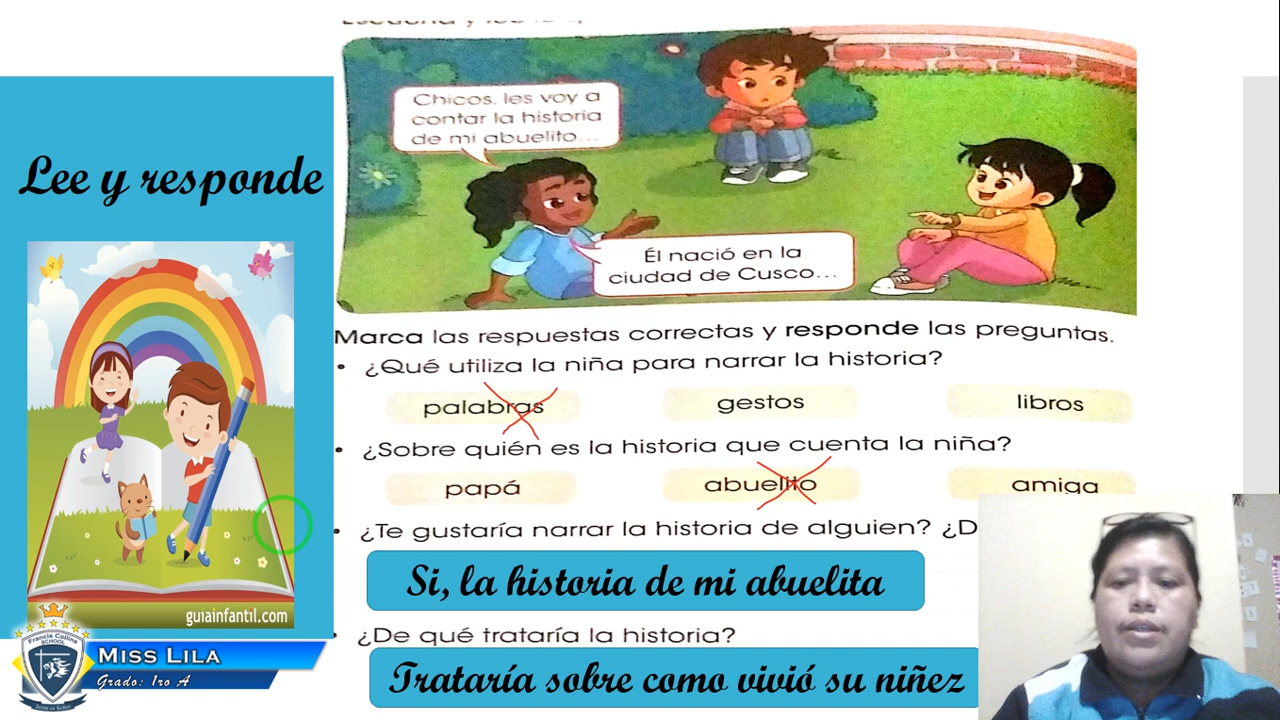 Lee y responde
Chicos, les voy a
contar la historia
de mi abuelito...
Él nació en la
ciudad de Cusco...
Marca las respuestas correctas y responde las preguntas.
• ¿Qué utiliza la niña para narrar la historia?
palabras gestos libros
• ¿Sobre quién es la historia que cuenta la niña?
papá abuelito amiga
• ¿Te gustaría narrar la historia de alguien? ¿D
Si, la historia de mi abuelita
• ¿De qué trataría la historia?
Trataría sobre como vivió su niñez
guiainfantil.com
Francis Collins
SCHOOL
MISS LILA
Grado: 1ro A